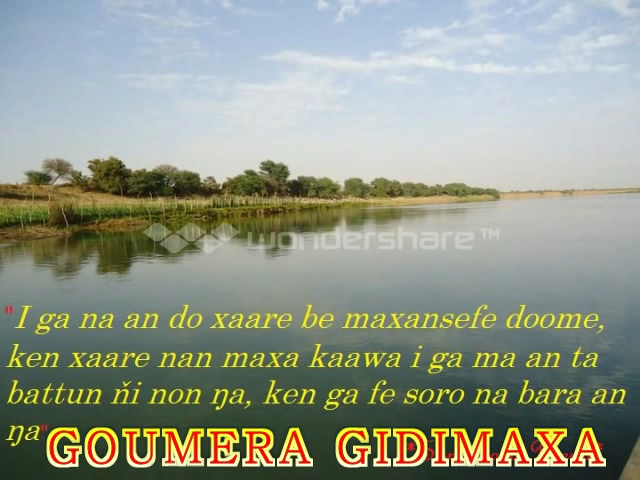 wondershare™
"I ga na an do xaare be maxansefe doome,
ken xaare nan maxa kaawa i ga ma an ta
battun ňi non ŋa, ken ga fe soro na bara an
ŋa"
GOUMERA GIDIMAXA